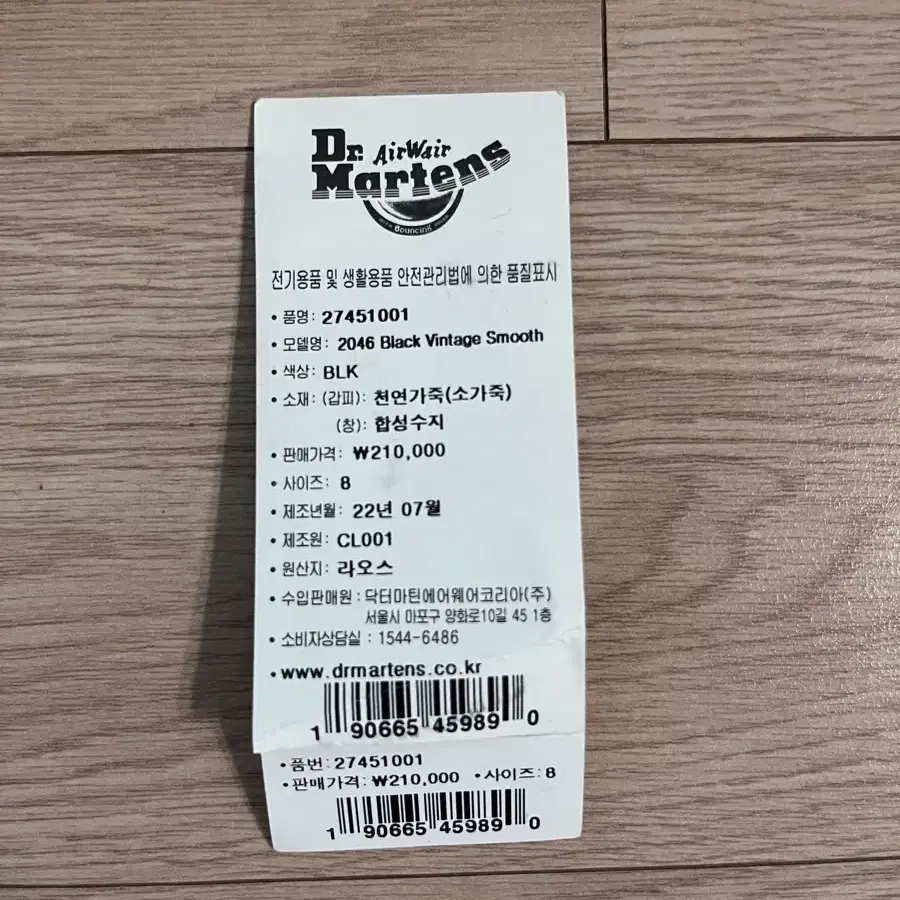 Dr. AirWair
Martens
WITH Bouncing SOLES
전기용품 및 생활용품 안전관리법에 의한 품질표시
• 품명: 27451001
• 모델명: 2046 Black Vintage Smooth
• 색상: BLK
• 소재: (갑피): 천연가죽(소가죽)
(창): 합성수지
• 판매가격: ₩210,000
• 사이즈: 8
• 제조년월: 22년 07월
• 제조원: CL001
• 원산지: 라오스
• 수입판매원 : 닥터마틴에어웨어코리아(주)
서울시 마포구 양화로10길 45 1층
• 소비자상담실 : 1544-6486
• www.drmartens.co.kr
1 90665 45989 0
• 품번: 27451001
• 판매가격: ₩210,000 • 사이즈: 8
1 90665 45989 0